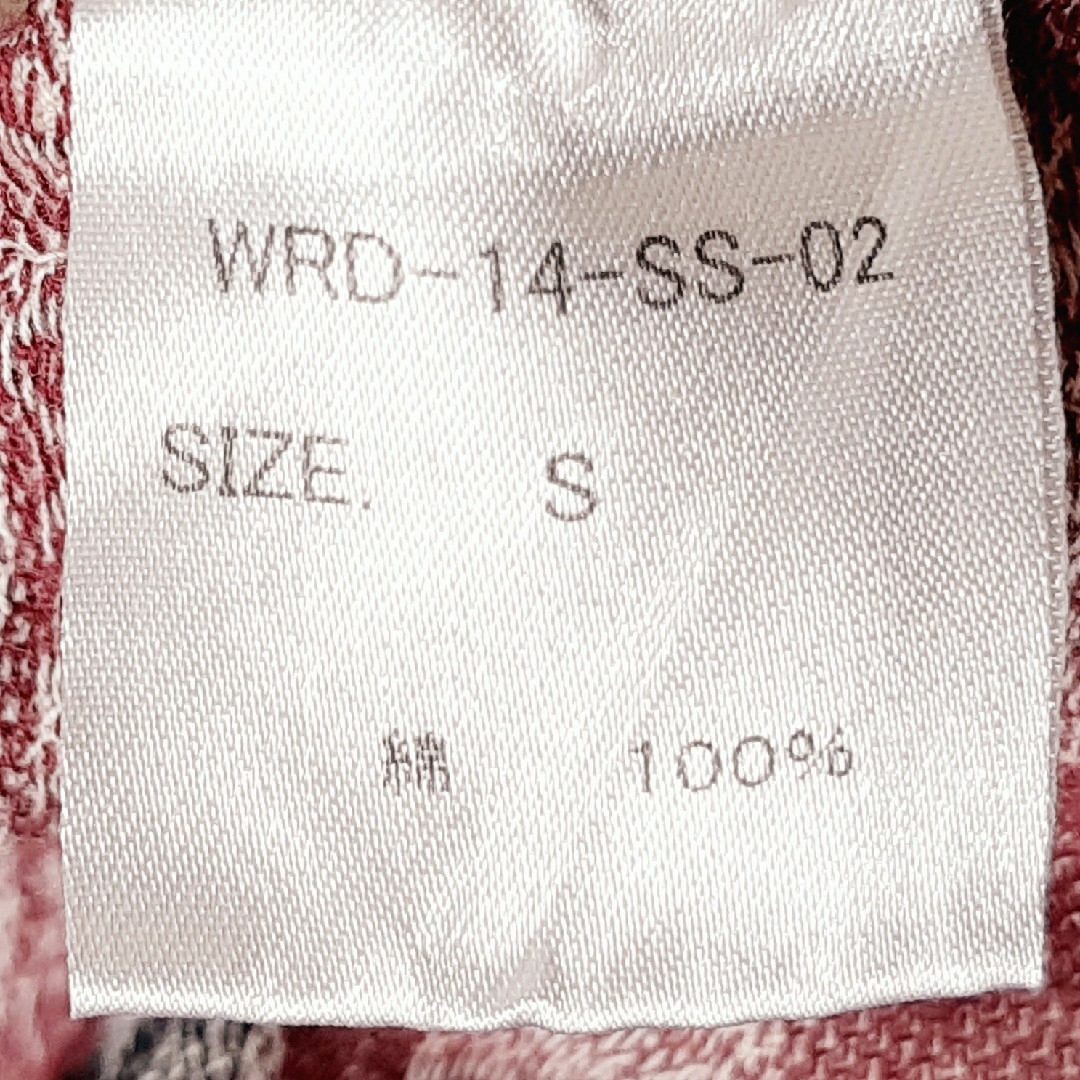 WRD-14-SS-02
SIZE. S
綿 100%